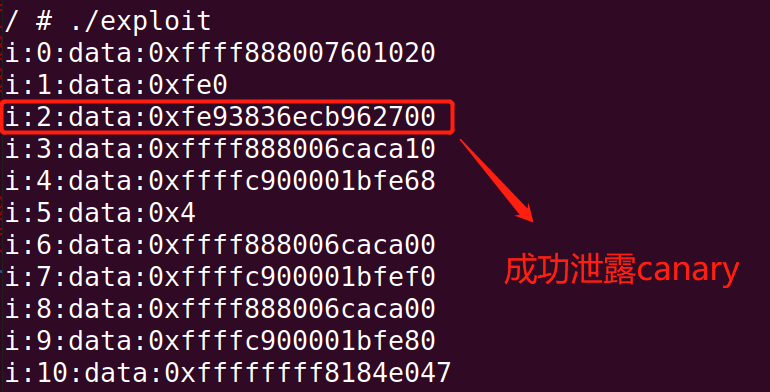 / # ./exploit
i:0:data:0xffff888007601020
i:1:data:0xfe0
i:2:data:0xfe93836ecb962700
i:3:data:0xffff888006caca10
i:4:data:0xffffc900001bfe68
i:5:data:0x4
i:6:data:0xffff888006caca00
i:7:data:0xffffc900001bfef0
i:8:data:0xffff888006caca00
i:9:data:0xffffc900001bfe80
i:10:data:0xffffffff8184e047
成功泄露canary